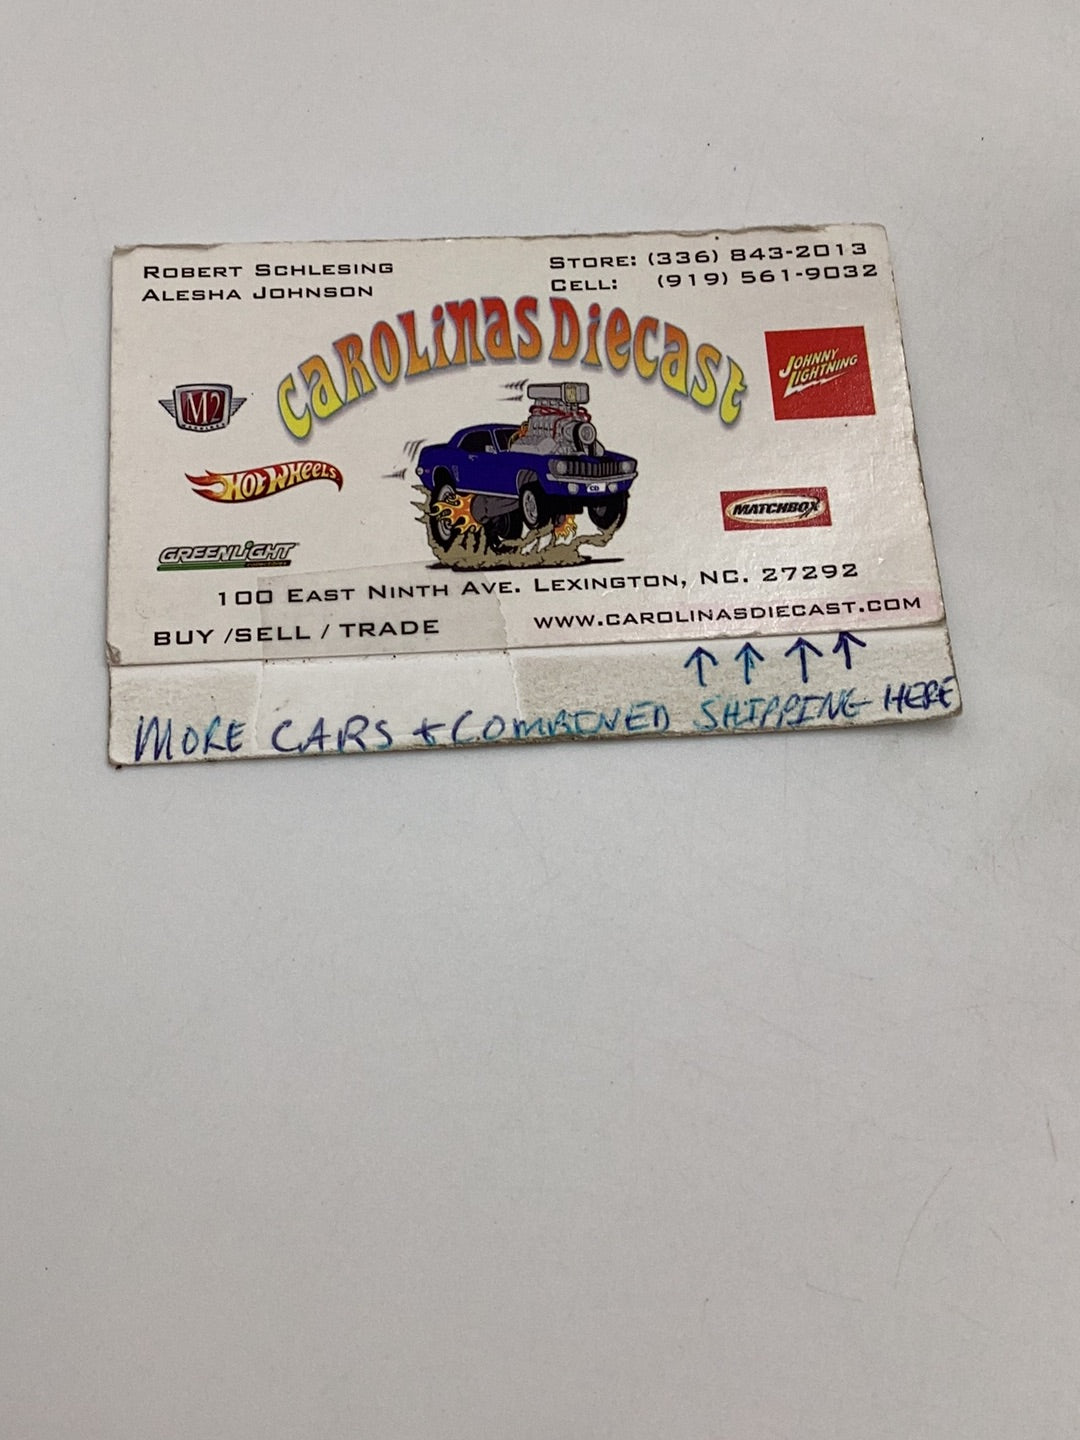 ROBERT SCHLESING
ALESHA JOHNSON
STORE: (336) 843-2013
CELL: (919) 561-9032
CAROLINAS DIECAST
M2
MACHINES
JOHNNY
LIGHTNING
HOT WHEELS
MATCHBOX
GREENLIGHT
100 EAST NINTH AVE. LEXINGTON, NC. 27292
BUY /SELL / TRADE
WWW.CAROLINASDIECAST.COM
MORE CARS + COMBINED SHIPPING HERE